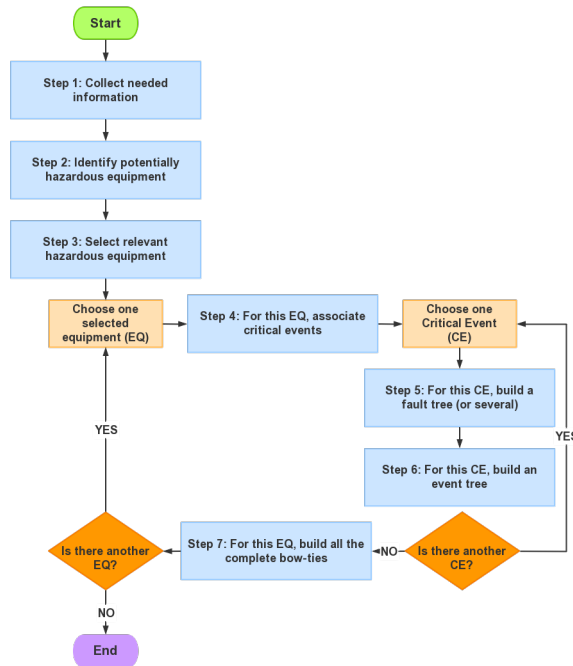 Start
Step 1: Collect needed
information
Step 2: Identify potentially
hazardous equipment
Step 3: Select relevant
hazardous equipment
Choose one
selected
equipment (EQ)
Step 4: For this EQ, associate
critical events
Choose one
Critical Event
(CE)
Step 5: For this CE, build a
fault tree (or several)
YES
YES
Step 6: For this CE, build an
event tree
Is there another
EQ?
Step 7: For this EQ, build all the
complete bow-ties
NO
Is there another
CE?
NO
End